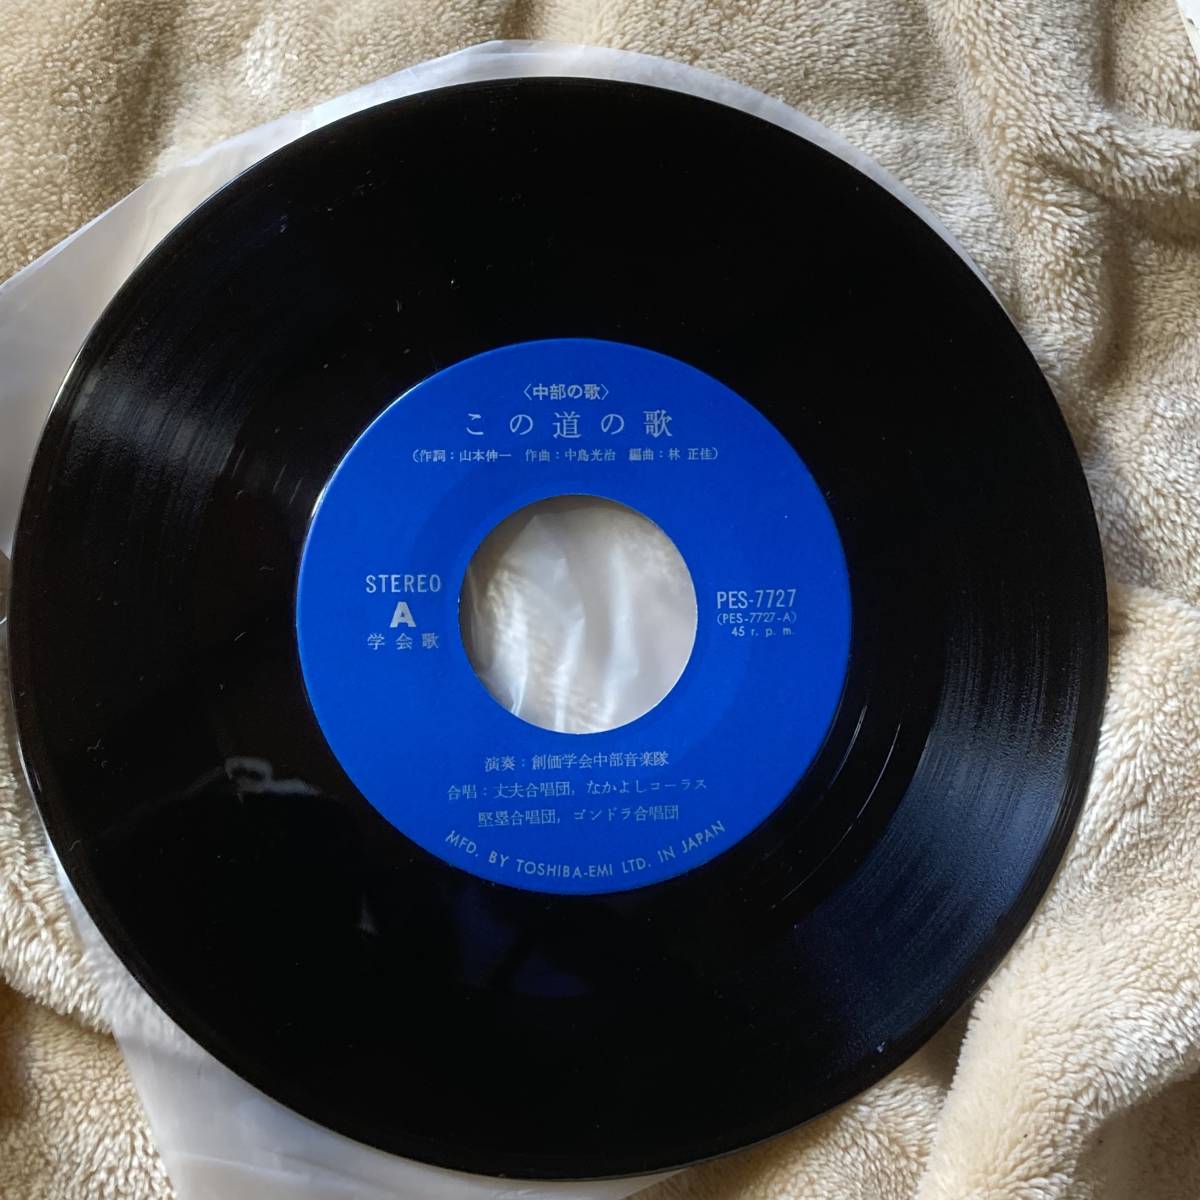 〈中部の歌〉
この道の歌
(作詞:山本伸一 作曲:中島光治 編曲:林 正佳)
STEREO
A
学会歌
PES-7727
(PES-7727-A)
45 r. p. m.
演奏:創価学会中部音楽隊
合唱:丈夫合唱団, なかよしコーラス
堅塁合唱団, ゴンドラ合唱団
MFD. BY TOSHIBA-EMI LTD. IN JAPAN